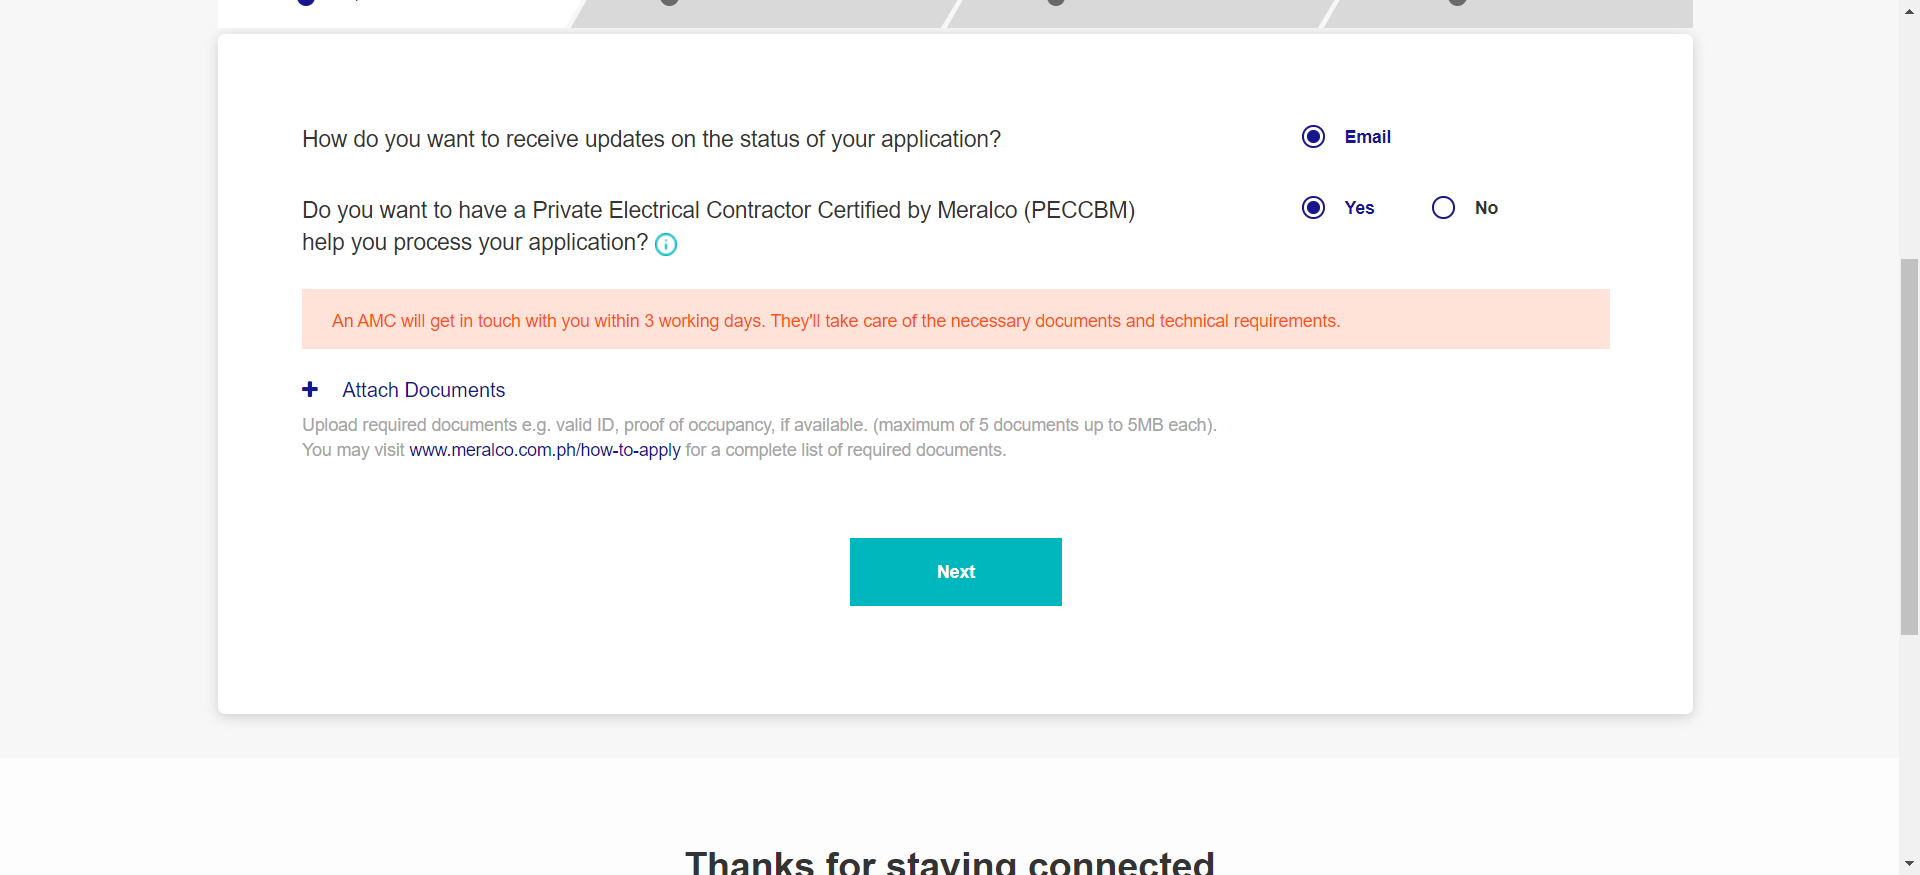 How do you want to receive updates on the status of your application?
Email
Do you want to have a Private Electrical Contractor Certified by Meralco (PECCBM)
help you process your application?
Yes
No
An AMC will get in touch with you within 3 working days. They'll take care of the necessary documents and technical requirements.
Attach Documents
Upload required documents e.g. valid ID, proof of occupancy, if available. (maximum of 5 documents up to 5MB each).
You may visit www.meralco.com.ph/how-to-apply for a complete list of required documents.
Next
Thanks for staying connected